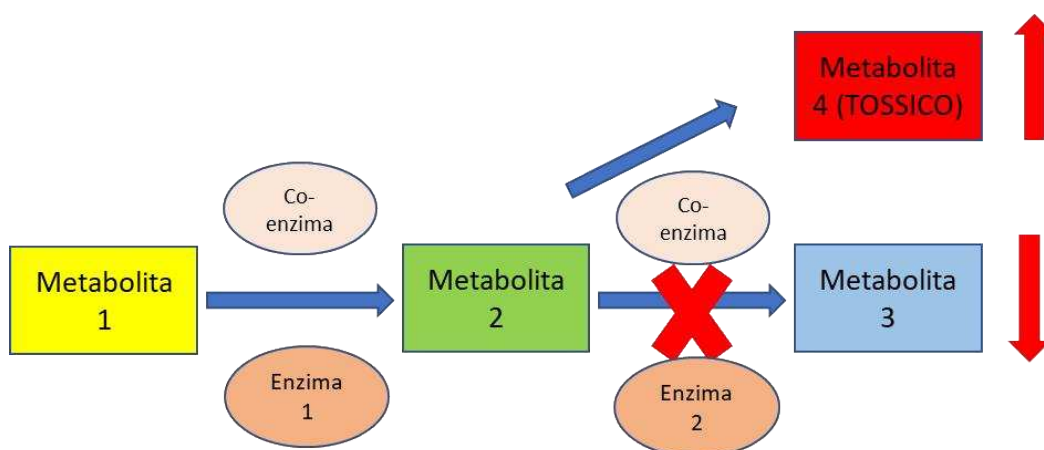 Metabolita
4 (TOSSICO)
Co-
enzima
Co-
enzima
Metabolita
1
Metabolita
2
Metabolita
3
Enzima
1
Enzima
2